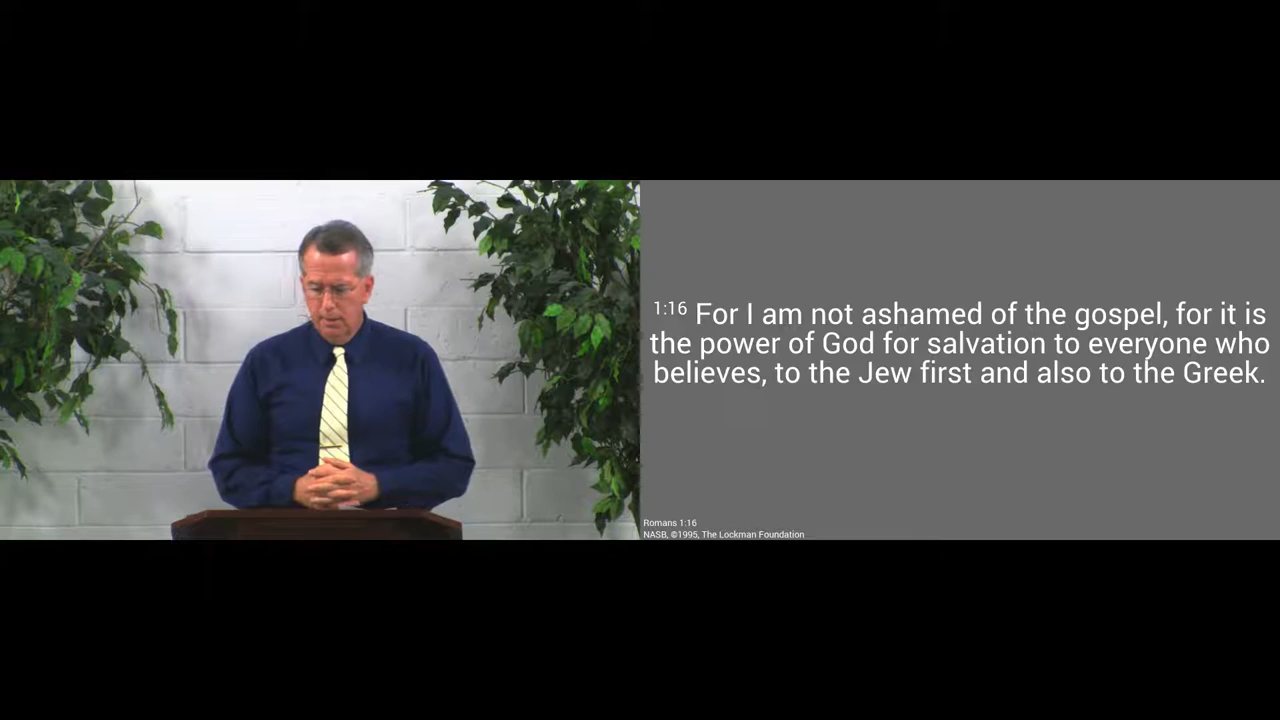 1:16 For I am not ashamed of the gospel, for it is
the power of God for salvation to everyone who
believes, to the Jew first and also to the Greek.
Romans 1:16
NASB, ©1995, The Lockman Foundation